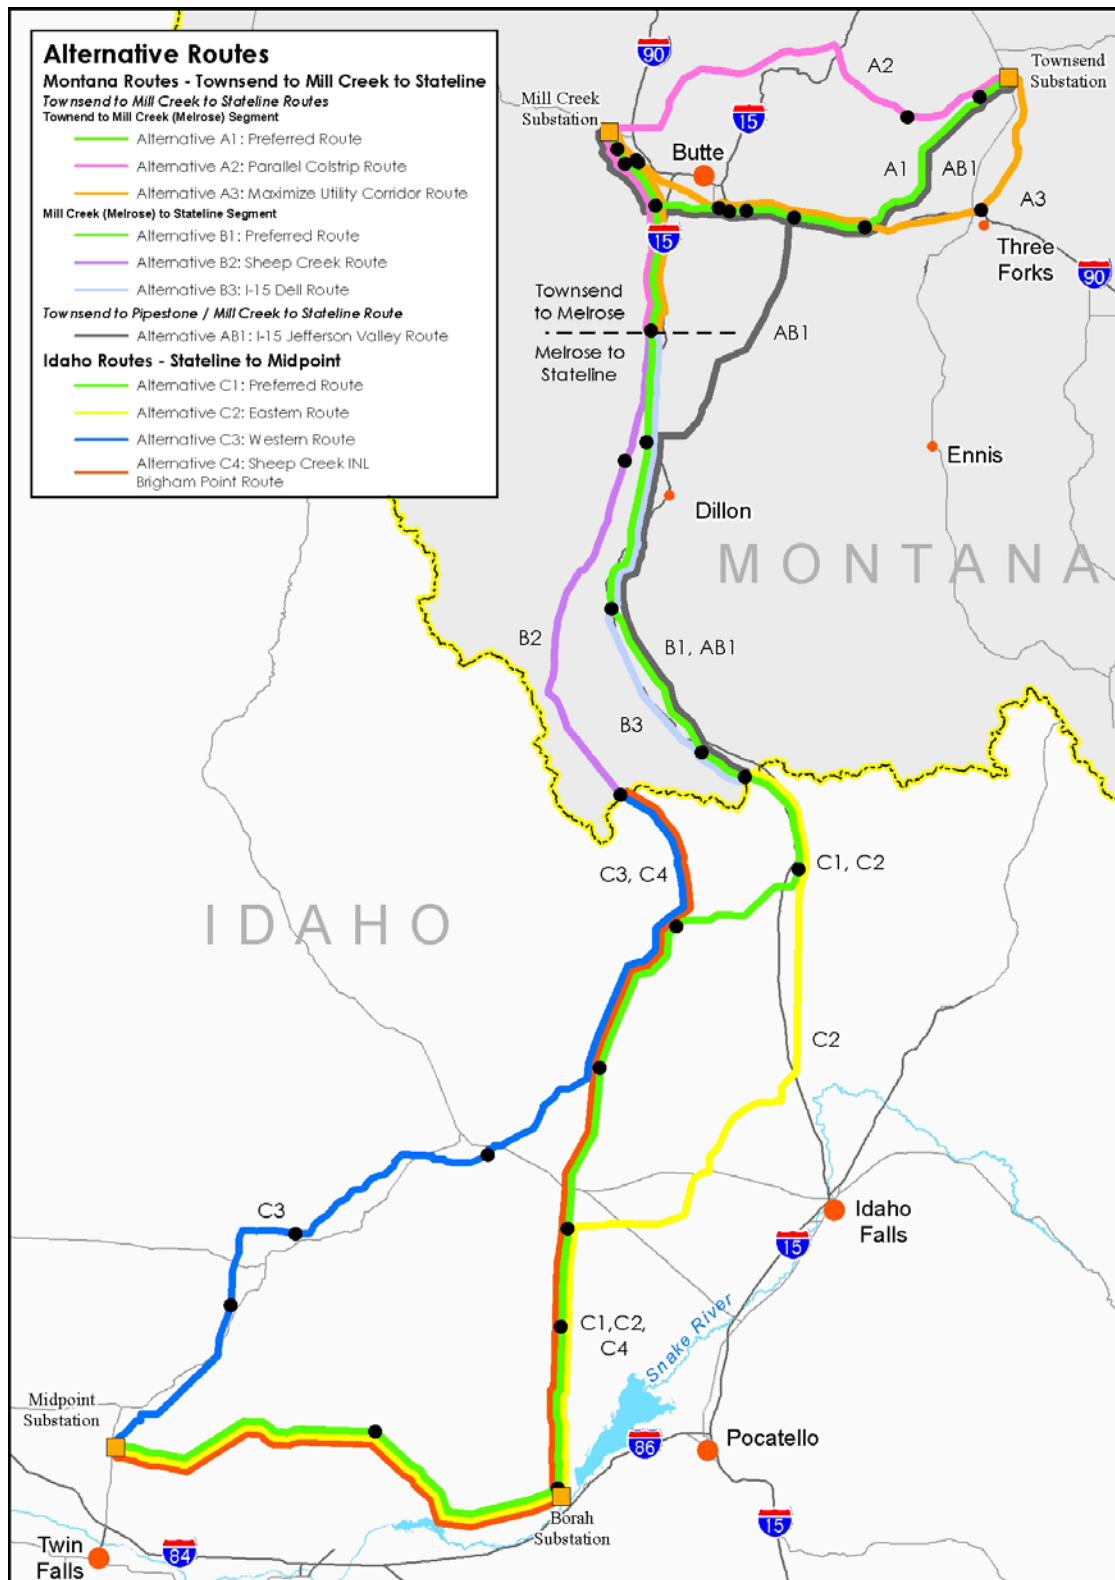 Alternative Routes
Montana Routes - Townsend to Mill Creek to Stateline
Townsend to Mill Creek to Stateline Routes
Townend to Mill Creek (Melrose) Segment
Alternative A1: Preferred Route
Alternative A2: Parallel Colstrip Route
Alternative A3: Maximize Utility Corridor Route
Mill Creek (Melrose) to Stateline Segment
Alternative B1: Preferred Route
Alternative B2: Sheep Creek Route
Alternative B3: I-15 Dell Route
Townsend to Pipestone / Mill Creek to Stateline Route
Alternative AB1: I-15 Jefferson Valley Route
Idaho Routes - Stateline to Midpoint
Alternative C1: Preferred Route
Alternative C2: Eastern Route
Alternative C3: Western Route
Alternative C4: Sheep Creek INL
Brigham Point Route
90
A2
Townsend
Substation
Mill Creek
Substation
15
Butte
A1
AB1
A3
15
Three
Forks
90
Townsend
to Melrose
AB1
Melrose to
Stateline
Ennis
Dillon
MONTANA
B2
B1, AB1
B3
C3, C4
C1, C2
IDAHO
C2
C3
Idaho
Falls
15
C1,C2,
C4
Snake River
Midpoint
Substation
86
Pocatello
Borah
Substation
15
Twin
Falls
84